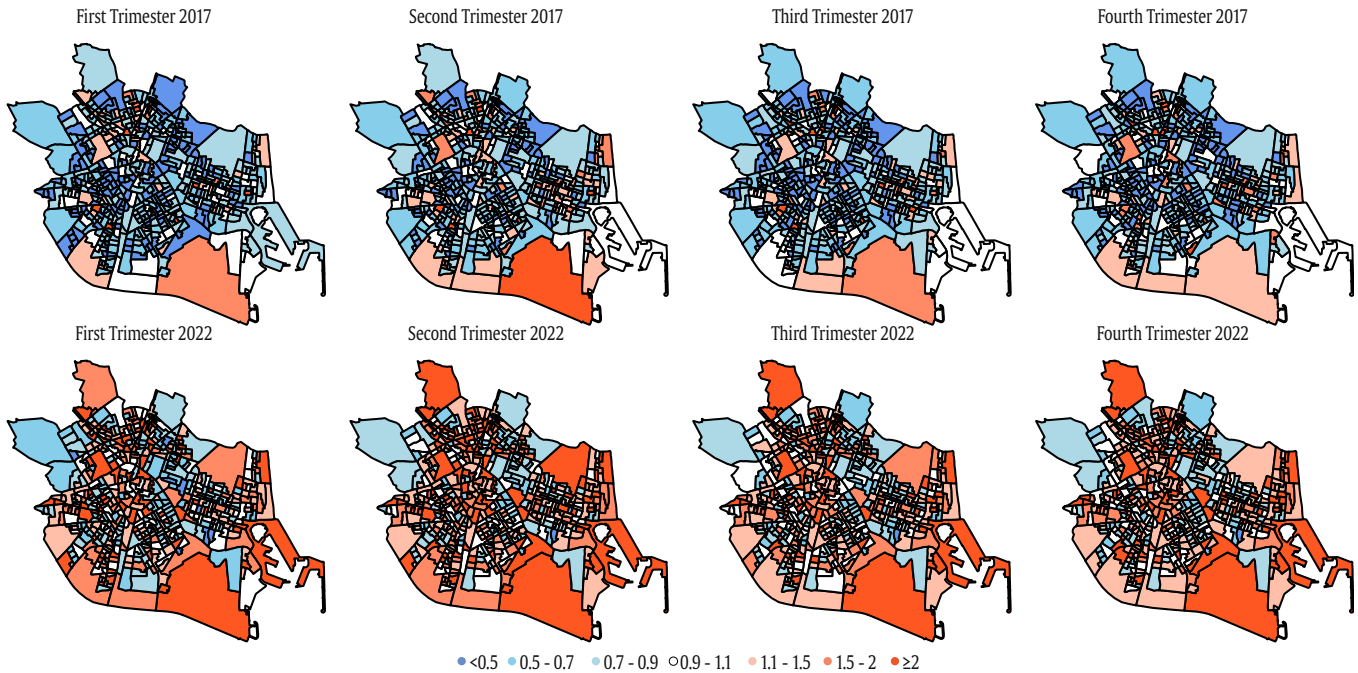 First Trimester 2017
Second Trimester 2017
Third Trimester 2017
Fourth Trimester 2017
First Trimester 2022
Second Trimester 2022
Third Trimester 2022
Fourth Trimester 2022
<0.5 0.5 - 0.7 0.7 - 0.9 0.9 - 1.1 1.1 - 1.5 1.5 - 2 ≥2